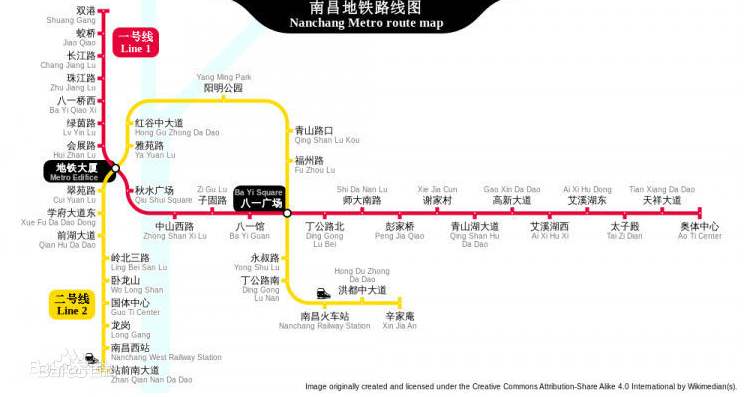 南昌地铁路线图
Nanchang Metro route map
双港
Shuang Gang
蛟桥
Jiao Qiao
长江路
Chang Jiang Lu
珠江路
Zhu Jiang Lu
八一桥西
Ba Yi Qiao Xi
绿茵路
Lv Yin Lu
会展路
Hui Zhan Lu
地铁大厦
Metro Edifice
翠苑路
Cui Yuan Lu
学府大道东
Xue Fu Da Dao Dong
前湖大道
Qian Hu Da Dao
一号线
Line 1
阳明公园
Yang Ming Park
红谷中大道
Hong Gu Zhong Da Dao
雅苑路
Ya Yuan Lu
青山路口
Qing Shan Lu Kou
福州路
Fu Zhou Lu
秋水广场
Qiu Shui Square
Zi Gu Lu
子固路
Ba Yi Square
八一广场
Shi Da Nan Lu
师大南路
Xie Jia Cun
谢家村
Gao Xin Da Dao
高新大道
Ai Xi Hu Dong
艾溪湖东
Tian Xiang Da Dao
天祥大道
中山西路
Zhong Shan Xi Lu
八一馆
Ba Yi Guan
丁公路北
Ding Gong
Lu Bei
彭家桥
Peng Jia Qiao
青山湖大道
Qing Shan Hu
Da Dao
艾溪湖西
Ai Xi Hu Xi
太子殿
Tai Zi Dian
奥体中心
Ao Ti Center
岭北三路
Ling Bei San Lu
卧龙山
Wo Long Shan
国体中心
Guo Ti Center
龙岗
Long Gang
南昌西站
Nanchang West Railway Station
站前南大道
Zhan Qian Nan Da Dao
二号线
Line 2
永叔路
Yong Shu Lu
丁公路南
Ding Gong
Lu Nan
Hong Du Zhong
Da Dao
洪都中大道
南昌火车站
Nanchang Railway Station
辛家庵
Xin Jia An
Image originally created and licensed under the Creative Commons Attribution-Share Alike 4.0 International by Wikimedian(s).